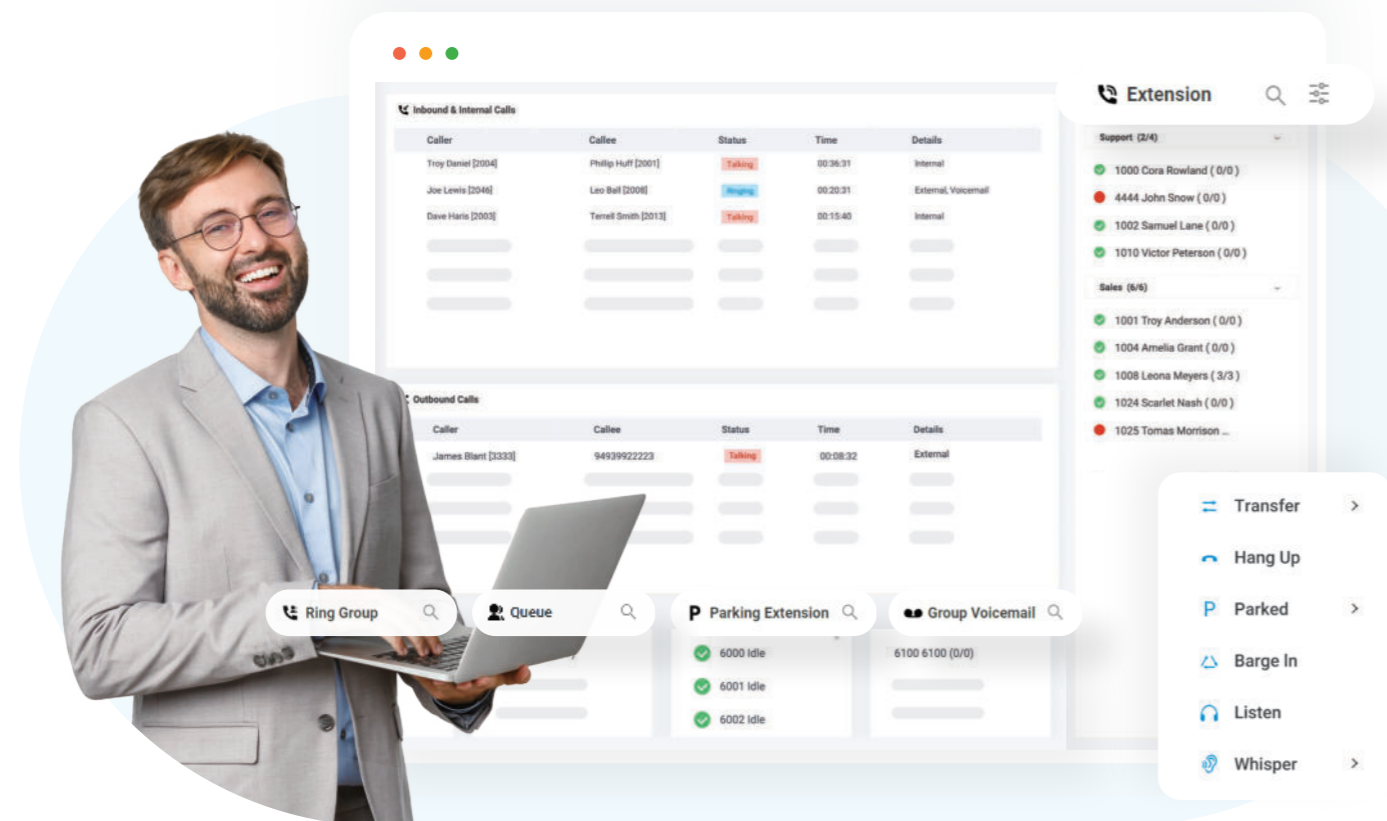 Inbound & Internal Calls
Caller Callee Status Time Details
Troy Daniel [2004] Phillip Huff [2001] Talking 00:36:31 Internal
Joe Lewis [2046] Leo Ball [2008] Ringing 00:20:31 External, Voicemail
Dave Haris [2003] Terrell Smith [2013] Talking 00:15:40 Internal
Outbound Calls
Caller Callee Status Time Details
James Blant [3333] 94939922223 Talking 00:08:32 External
Extension
Support (2/4)
1000 Cora Rowland ( 0/0 )
4444 John Snow ( 0/0 )
1002 Samuel Lane ( 0/0 )
1010 Victor Peterson ( 0/0 )
Sales (6/6)
1001 Troy Anderson ( 0/0 )
1004 Amelia Grant ( 0/0 )
1008 Leona Meyers ( 3/3 )
1024 Scarlet Nash ( 0/0 )
1025 Tomas Morrison ...
Ring Group
Queue
P Parking Extension
6000 Idle
6001 Idle
6002 Idle
Group Voicemail
6100 6100 (0/0)
Transfer
Hang Up
P Parked
Barge In
Listen
Whisper